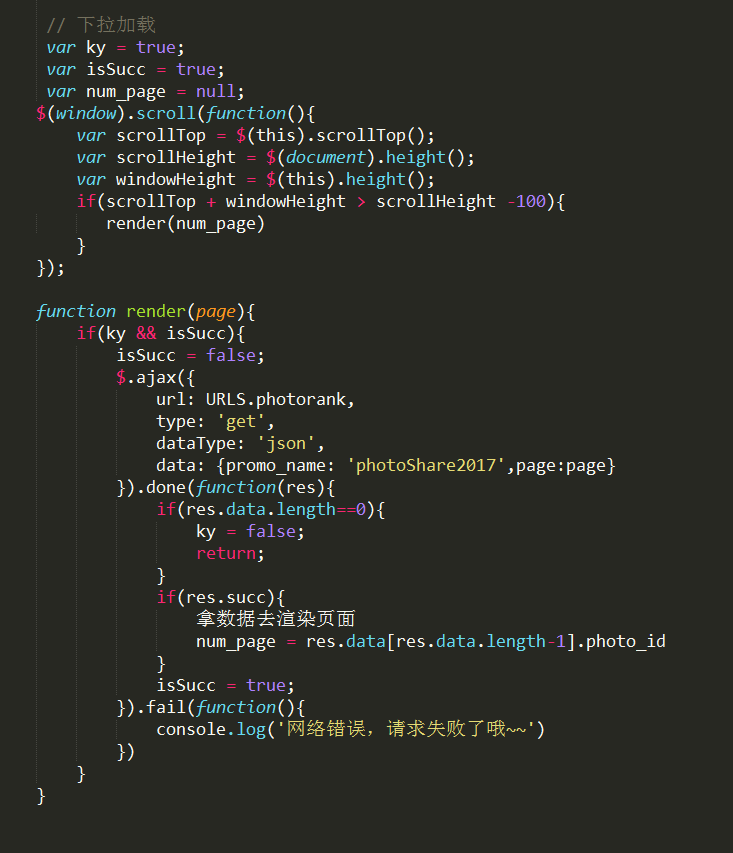 // 下拉加载
var ky = true;
var isSucc = true;
var num_page = null;
$(window).scroll(function(){
var scrollTop = $(this).scrollTop();
var scrollHeight = $(document).height();
var windowHeight = $(this).height();
if(scrollTop + windowHeight > scrollHeight -100){
render(num_page)
}
});
function render(page){
if(ky && isSucc){
isSucc = false;
$.ajax({
url: URLS.photorank,
type: 'get',
dataType: 'json',
data: {promo_name: 'photoShare2017',page:page}
}).done(function(res){
if(res.data.length==0){
ky = false;
return;
}
if(res.succ){
拿数据去渲染页面
num_page = res.data[res.data.length-1].photo_id
}
isSucc = true;
}).fail(function(){
console.log('网络错误，请求失败了哦~~')
})
}
}